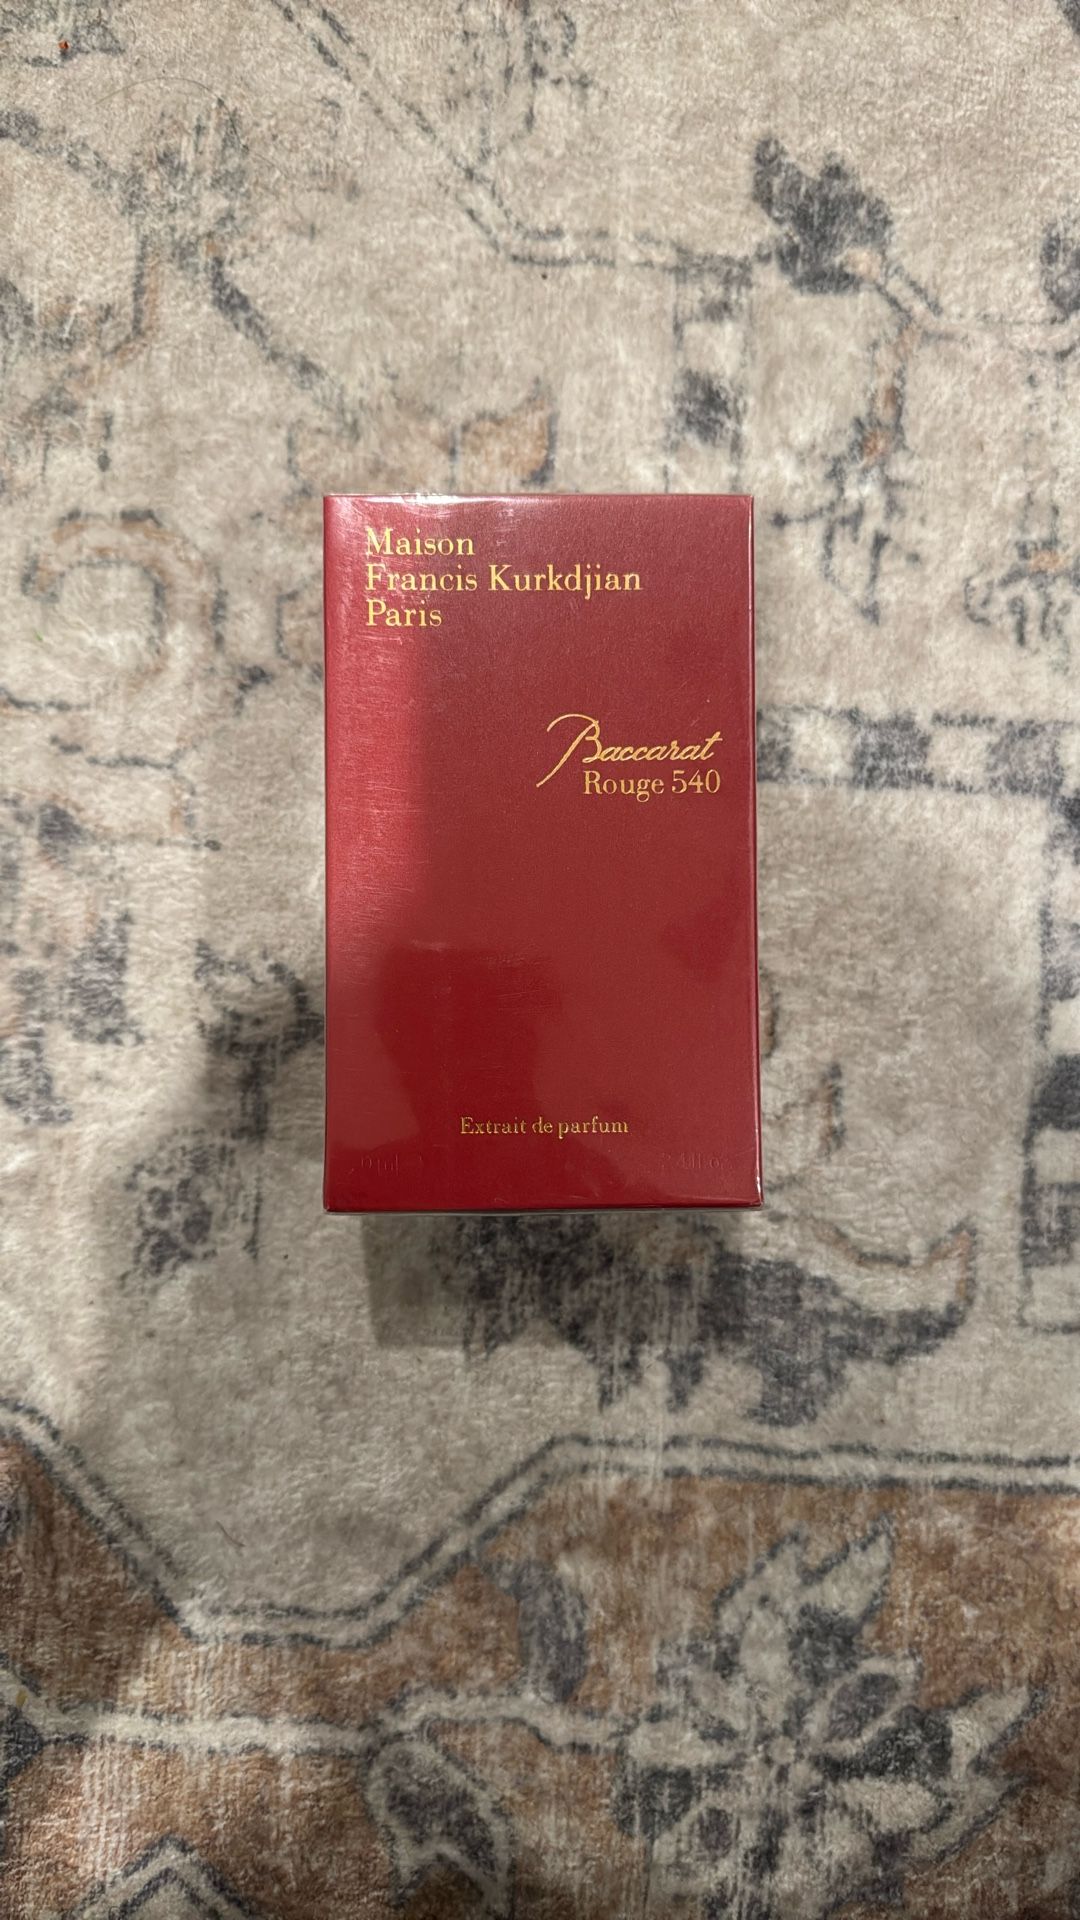 Maison
Francis Kurkdjian
Paris
Baccarat
Rouge 540
Extrait de parfum